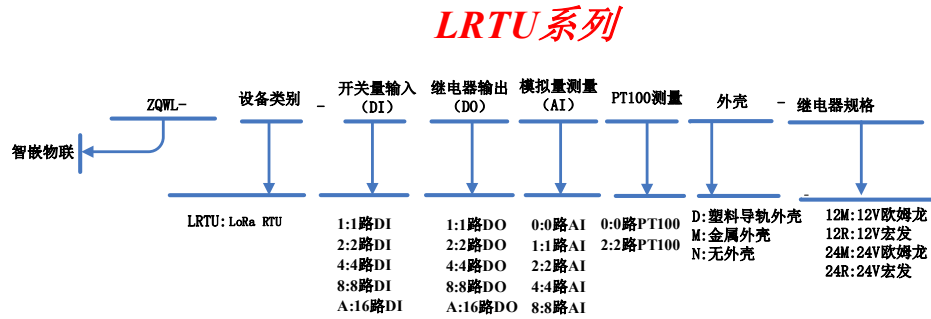 LRTU系列
ZQWL-
设备类别
-
开关量输入
（DI）
继电器输出
（DO）
模拟量测量
（AI）
PT100测量
外壳
-
继电器规格
智嵌物联
LRTU: LoRa RTU
1:1路DI
2:2路DI
4:4路DI
8:8路DI
A:16路DI
1:1路DO
2:2路DO
4:4路DO
8:8路DO
A:16路DO
0:0路AI
1:1路AI
2:2路AI
4:4路AI
8:8路AI
0:0路PT100
2:2路PT100
D:塑料导轨外壳
M:金属外壳
N:无外壳
12M:12V欧姆龙
12R:12V宏发
24M:24V欧姆龙
24R:24V宏发